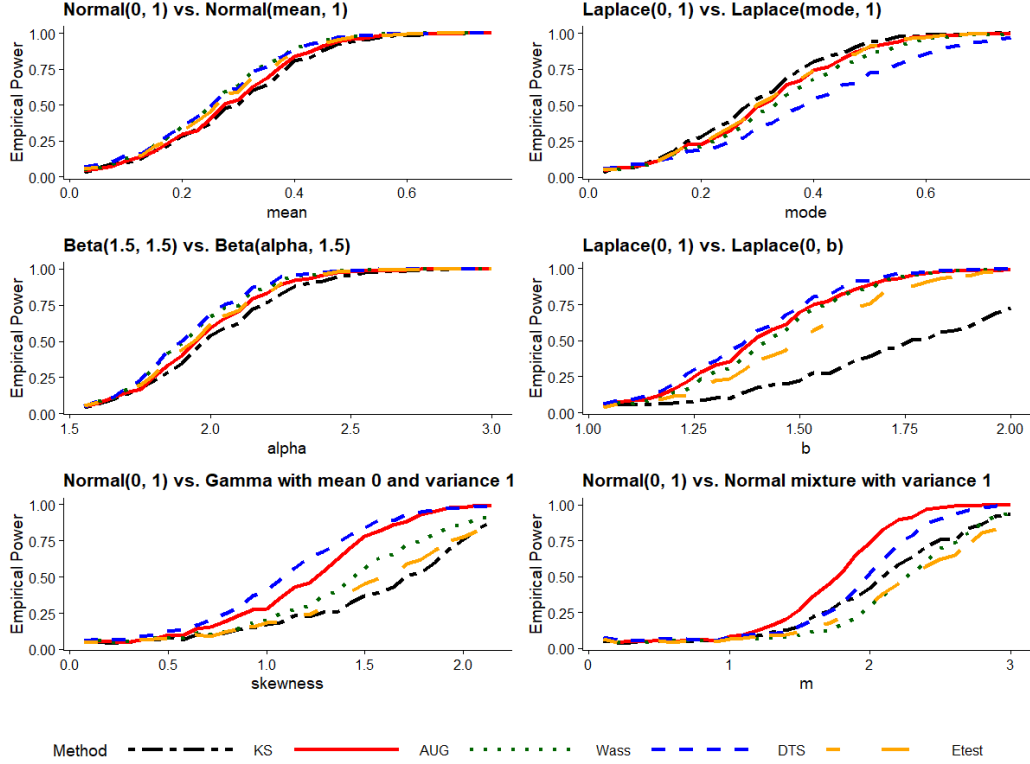 Normal(0, 1) vs. Normal(mean, 1)
Empirical Power
1.00
0.75
0.50
0.25
0.00
0.0 0.2 0.4 0.6
mean
Laplace(0, 1) vs. Laplace(mode, 1)
Empirical Power
1.00
0.75
0.50
0.25
0.00
0.0 0.2 0.4 0.6
mode
Beta(1.5, 1.5) vs. Beta(alpha, 1.5)
Empirical Power
1.00
0.75
0.50
0.25
0.00
1.5 2.0 2.5 3.0
alpha
Laplace(0, 1) vs. Laplace(0, b)
Empirical Power
1.00
0.75
0.50
0.25
0.00
1.00 1.25 1.50 1.75 2.00
b
Normal(0, 1) vs. Gamma with mean 0 and variance 1
Empirical Power
1.00
0.75
0.50
0.25
0.00
0.0 0.5 1.0 1.5 2.0
skewness
Normal(0, 1) vs. Normal mixture with variance 1
Empirical Power
1.00
0.75
0.50
0.25
0.00
0 1 2 3
m
Method KS AUG Wass DTS Etest